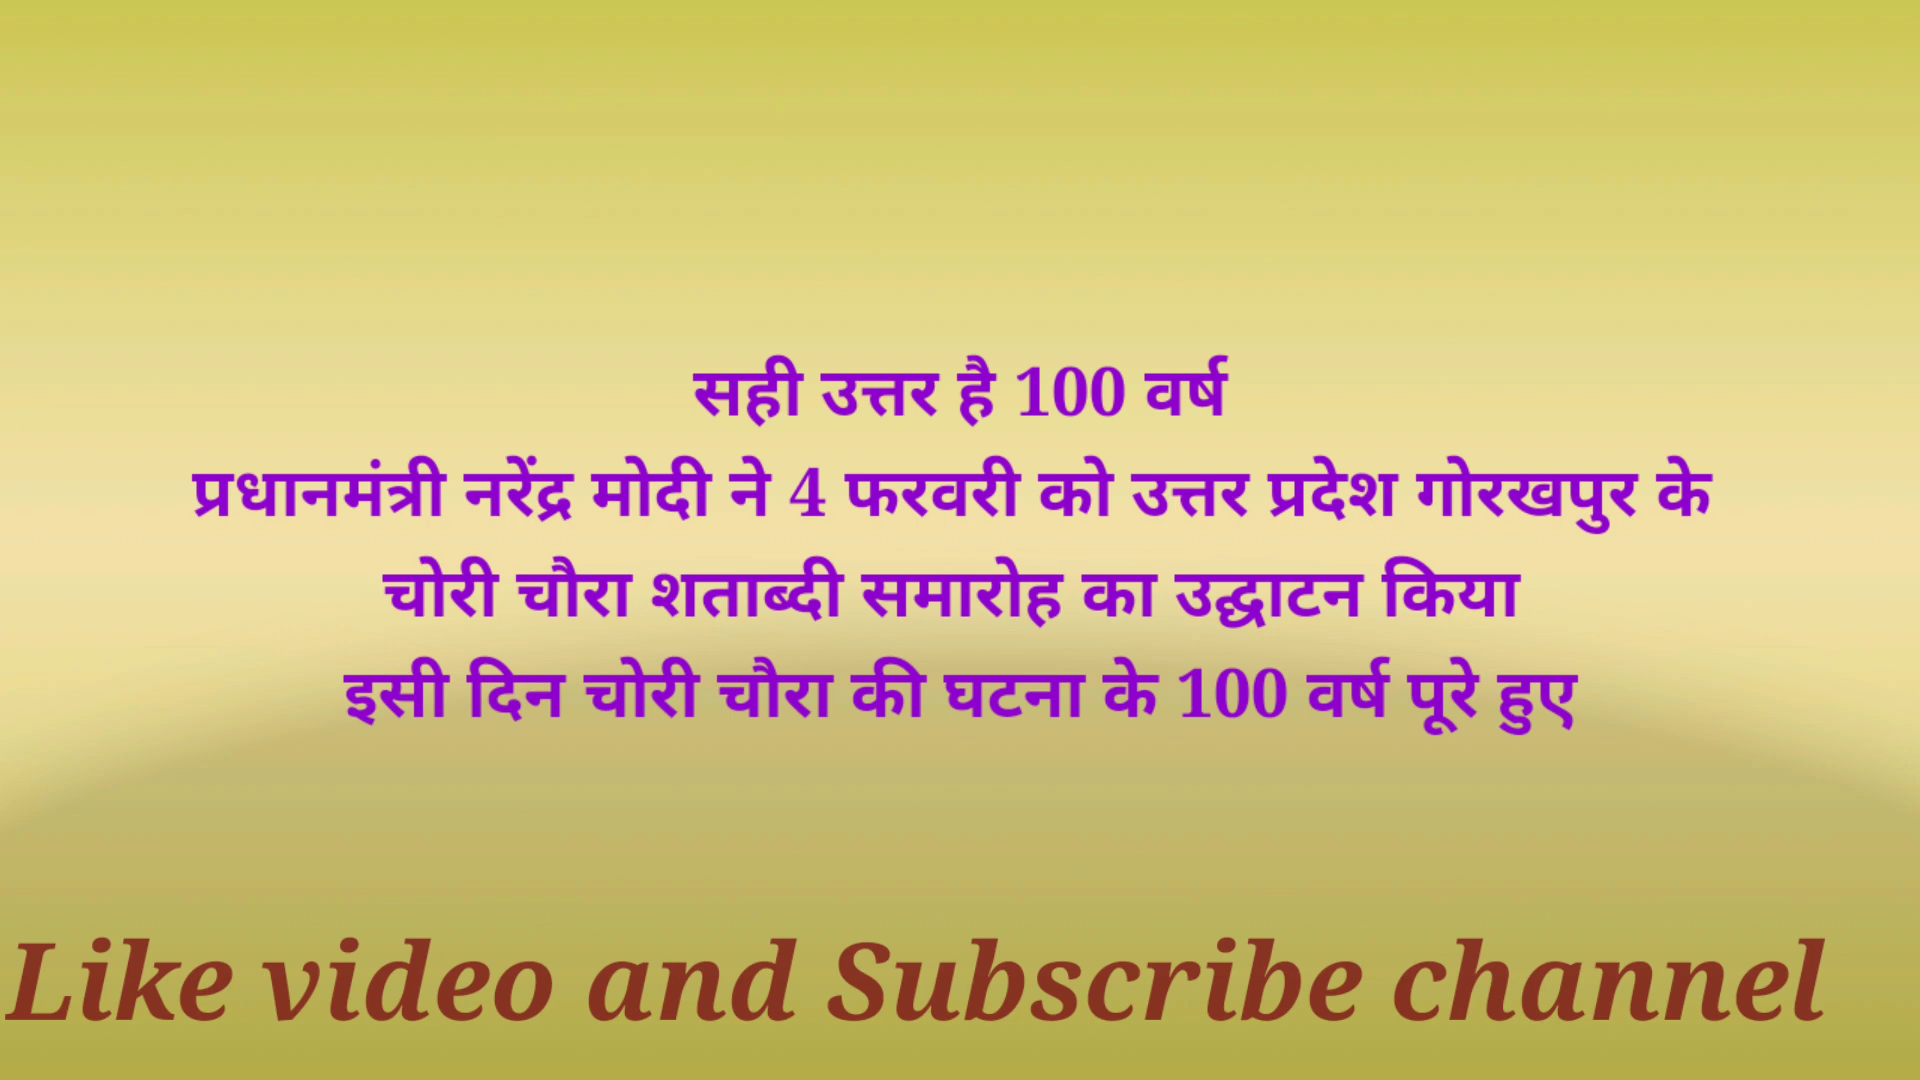 सही उत्तर है 100 वर्ष
प्रधानमंत्री नरेंद्र मोदी ने 4 फरवरी को उत्तर प्रदेश गोरखपुर के
चोरी चौरा शताब्दी समारोह का उद्घाटन किया
इसी दिन चोरी चौरा की घटना के 100 वर्ष पूरे हुए
Like video and Subscribe channel